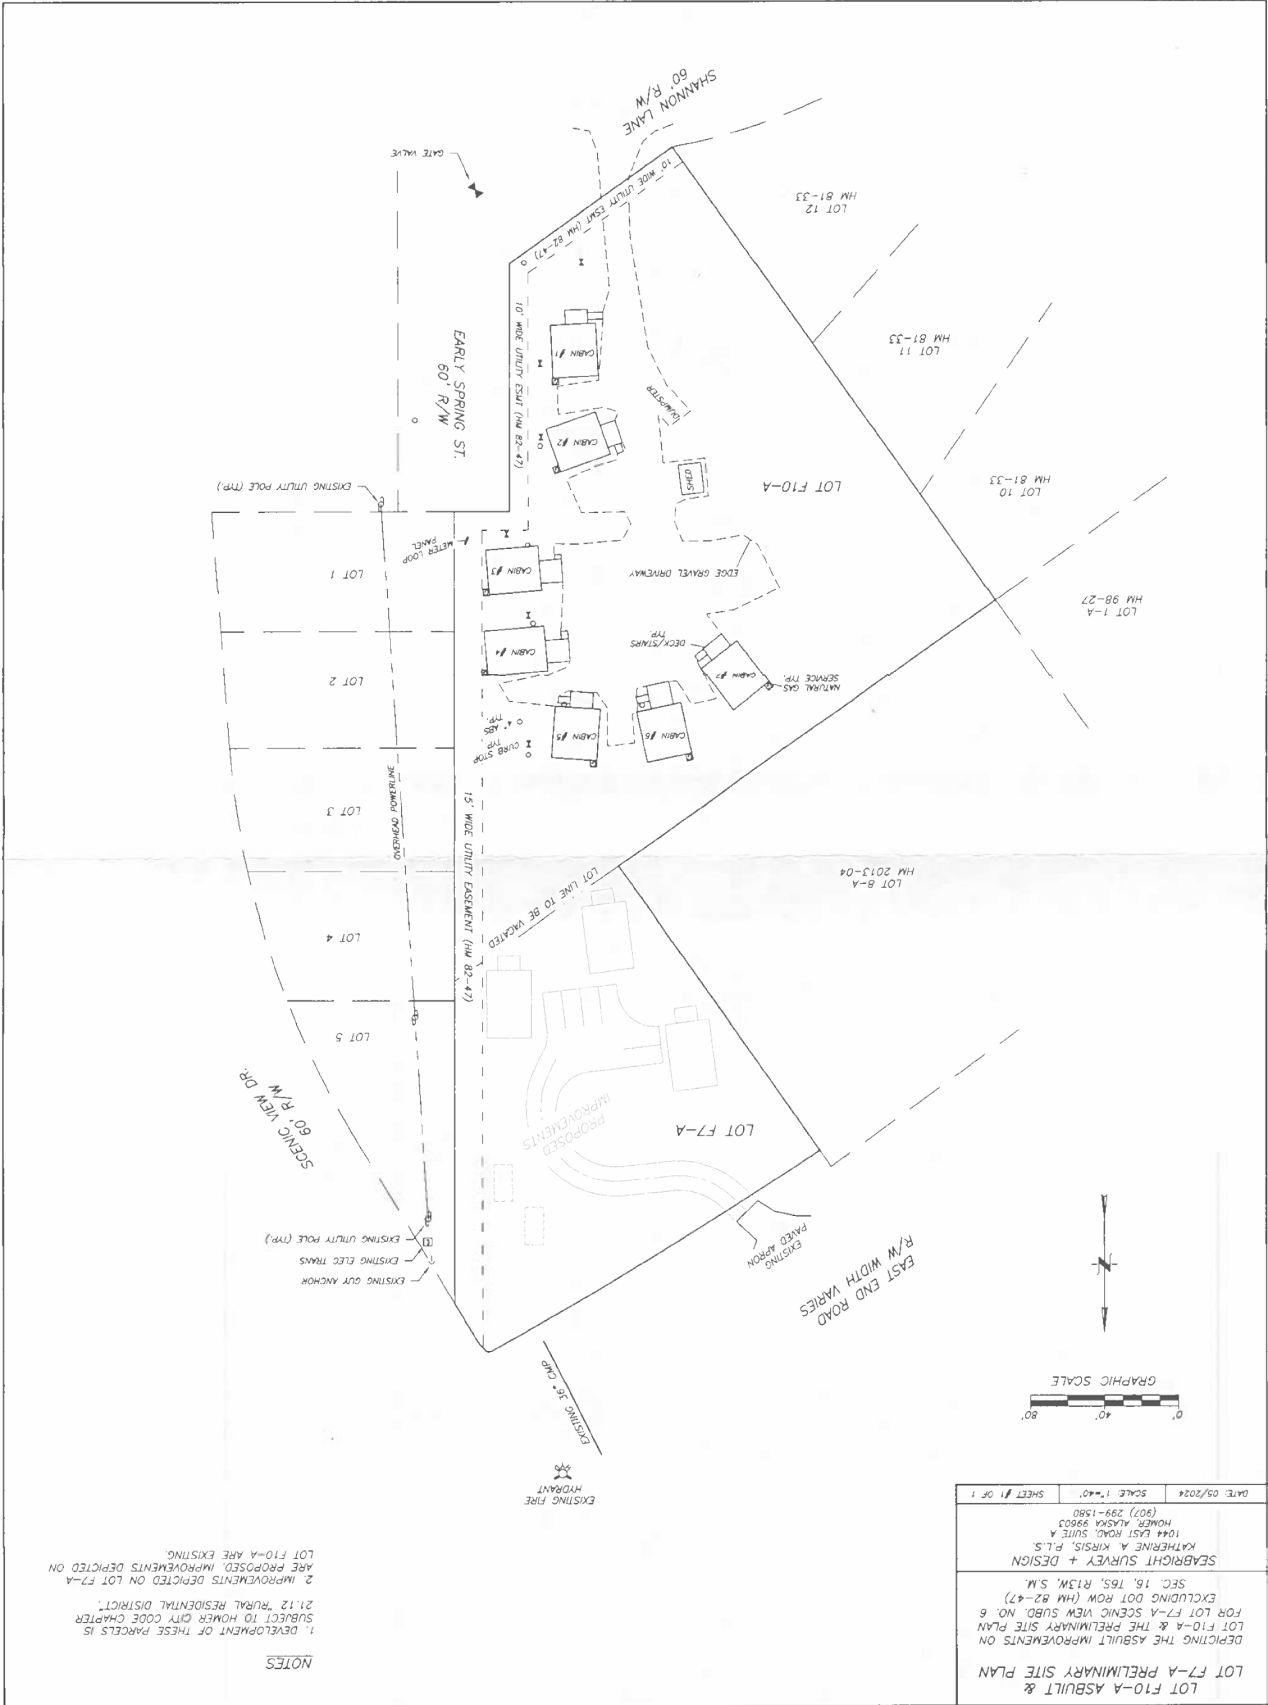 NOTES
1. DEVELOPMENT OF THESE PARCELS IS
SUBJECT TO HOMER CITY CODE CHAPTER
21.12 "RURAL RESIDENTIAL DISTRICT".
2. IMPROVEMENTS DEPICTED ON LOT F7-A
ARE PROPOSED, IMPROVEMENTS DEPICTED ON
LOT F10-A ARE EXISTING.
LOT F10-A ASBUILT &
LOT F7-A PRELIMINARY SITE PLAN
DEPICTING THE ASBUILT IMPROVEMENTS ON
LOT F10-A & THE PRELIMINARY SITE PLAN
FOR LOT F7-A SCENIC VIEW SUBD. NO. 6
EXCLUDING DOT ROW (HM 82-47)
SEC. 16, T6S, R13W, S.M.
SEABRIGHT SURVEY + DESIGN
KATHERINE A. KIRSIS, P.L.S.
1044 EAST ROAD, SUITE A
HOMER, ALASKA 99603
(907) 299-1580
DATE: 05/2024
SCALE: 1"=40'
SHEET #1 OF 1
0'
40'
80'
GRAPHIC SCALE
N
EXISTING FIRE
HYDRANT
EXISTING 36" CMP
EAST END ROAD
R/W WIDTH VARIES
EXISTING
PAVED APRON
EXISTING GUY ANCHOR
EXISTING ELEC TRANS
EXISTING UTILITY POLE (TYP.)
SCENIC VIEW DR.
60' R/W
LOT F7-A
PROPOSED
IMPROVEMENTS
LOT 5
LOT 4
LOT 3
LOT 2
LOT 1
LOT LINE TO BE VACATED
15' WIDE UTILITY EASEMENT (HM 82-47)
OVERHEAD POWERLINE
LOT 8-A
HM 2013-04
CURB STOP
TYP.
4" ABS
TYP.
CABIN #5
CABIN #6
CABIN #7
NATURAL GAS
SERVICE TYP.
DECK/STAIRS
TYP.
CABIN #4
CABIN #3
EDGE GRAVEL DRIVEWAY
METER LOOP
PANEL
LOT 1-A
HM 98-27
EXISTING UTILITY POLE (TYP.)
LOT F10-A
SHED
LOT 10
HM 81-33
CABIN #2
DUMPSTER
CABIN #1
10' WIDE UTILITY ESMT (HM 82-47)
EARLY SPRING ST.
60' R/W
LOT 11
HM 81-33
10' WIDE UTILITY ESMT (HM 82-47)
LOT 12
HM 81-33
GATE VALVE
SHANNON LANE
60' R/W